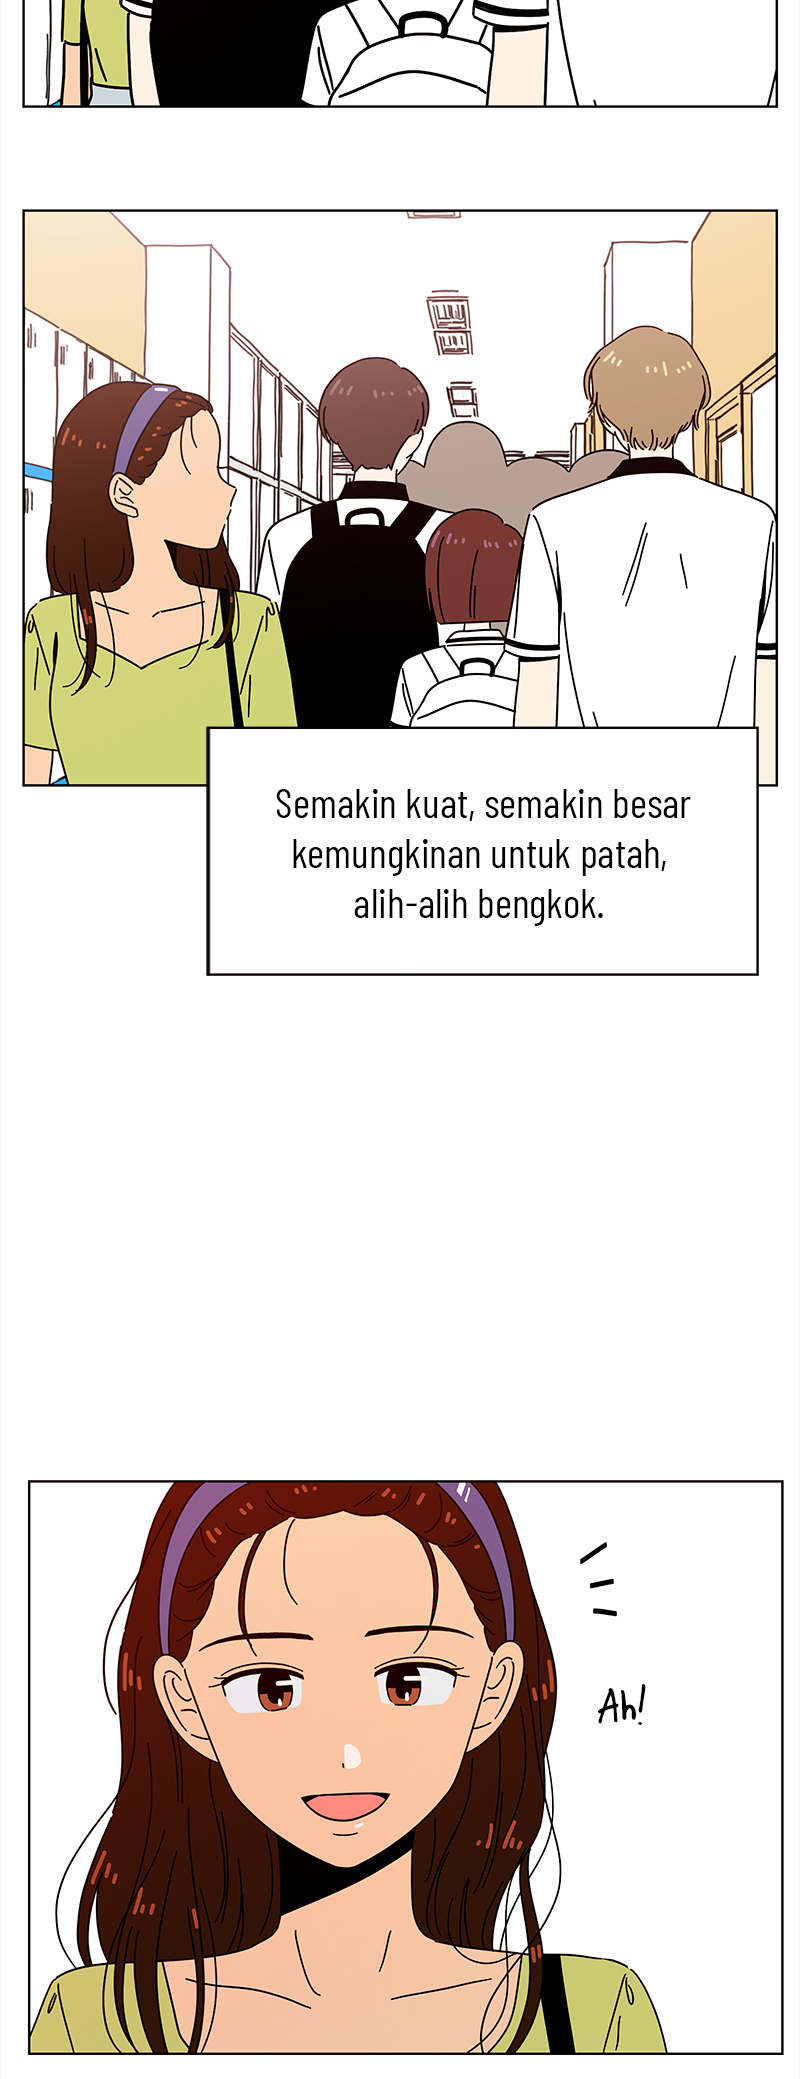 Semakin kuat, semakin besar
kemungkinan untuk patah,
alih-alih bengkok.
Ah!